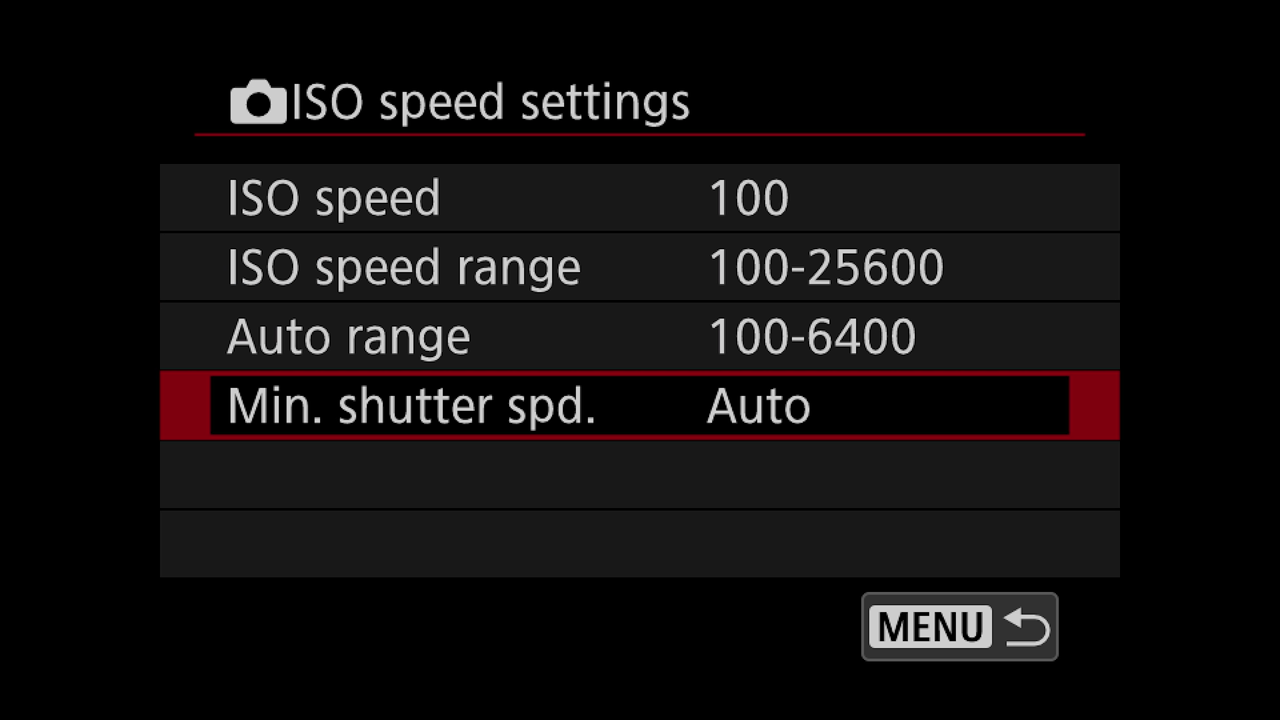 ISO speed settings
ISO speed 100
ISO speed range 100-25600
Auto range 100-6400
Min. shutter spd. Auto
MENU